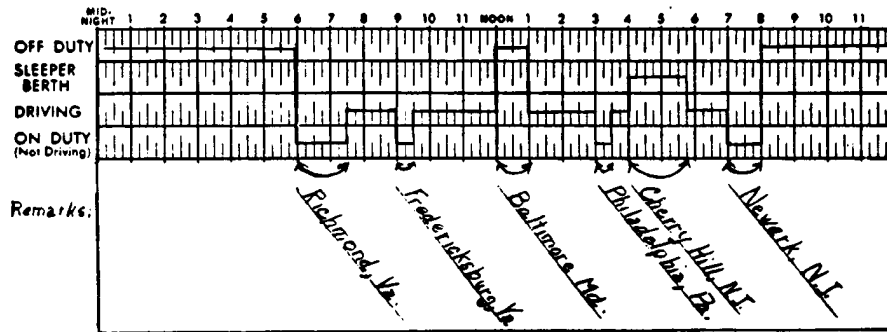 MID-
NIGHT 1 2 3 4 5 6 7 8 9 10 11 NOON 1 2 3 4 5 6 7 8 9 10 11
OFF DUTY
SLEEPER
BERTH
DRIVING
ON DUTY
(Not Driving)
Remarks:
Richmond, Va.
Fredericksburg, Va.
Baltimore Md.
Philadelphia, Pa.
Cherry Hill, N.J.
Newark, N.J.